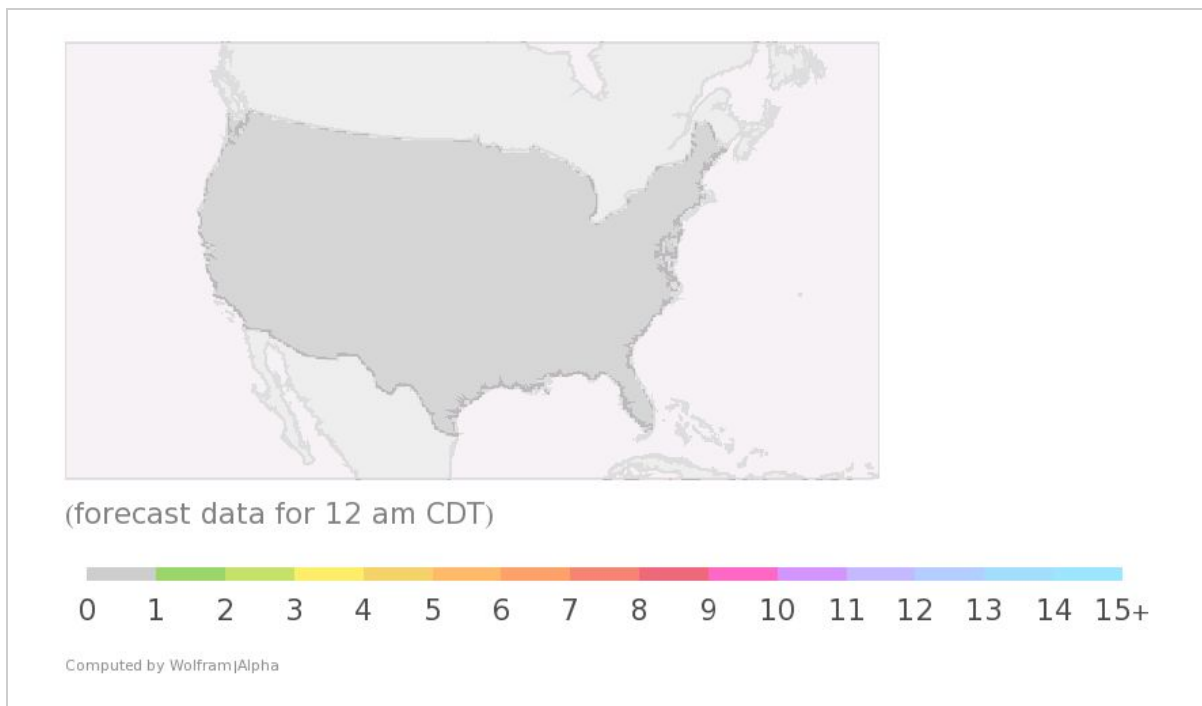 (forecast data for 12 am CDT)
0 1 2 3 4 5 6 7 8 9 10 11 12 13 14 15+
Computed by Wolfram|Alpha